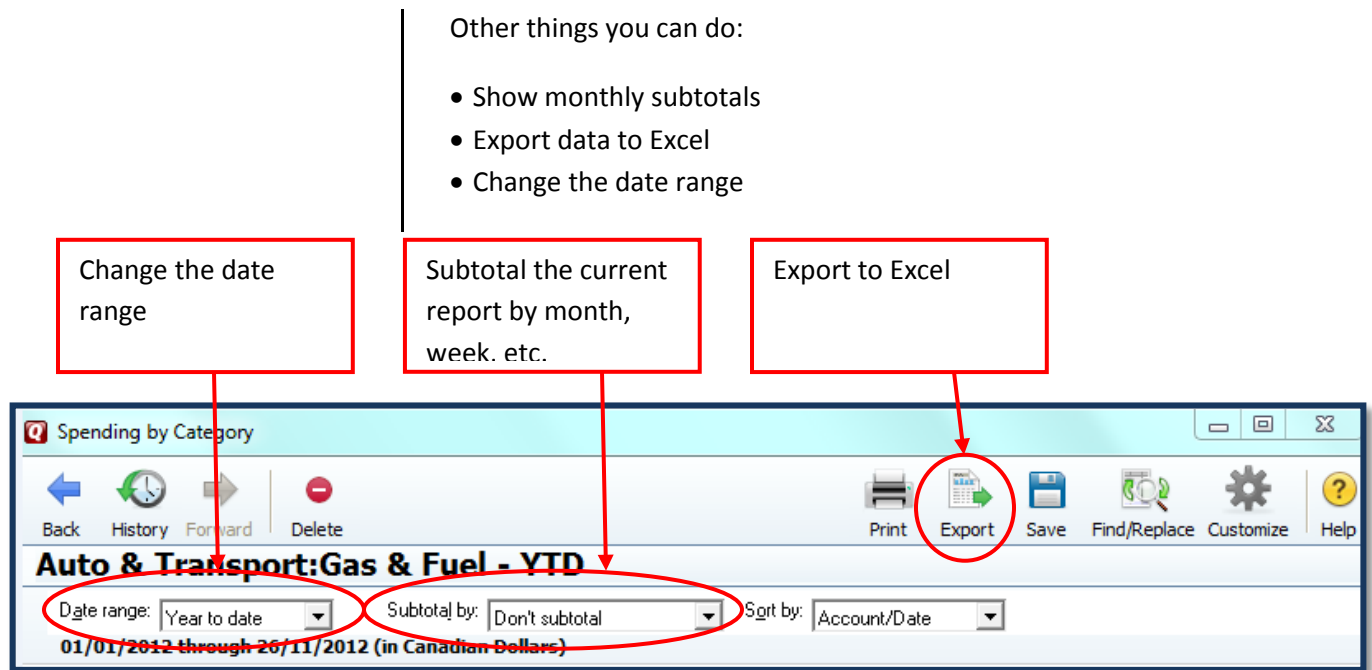 Other things you can do:
• Show monthly subtotals
• Export data to Excel
• Change the date range
Change the date
range
Subtotal the current
report by month,
week, etc.
Export to Excel
Spending by Category
Back History Forward Delete Print Export Save Find/Replace Customize Help
Auto & Transport:Gas & Fuel - YTD
Date range: Year to date Subtotal by: Don't subtotal Sort by: Account/Date
01/01/2012 through 26/11/2012 (in Canadian Dollars)